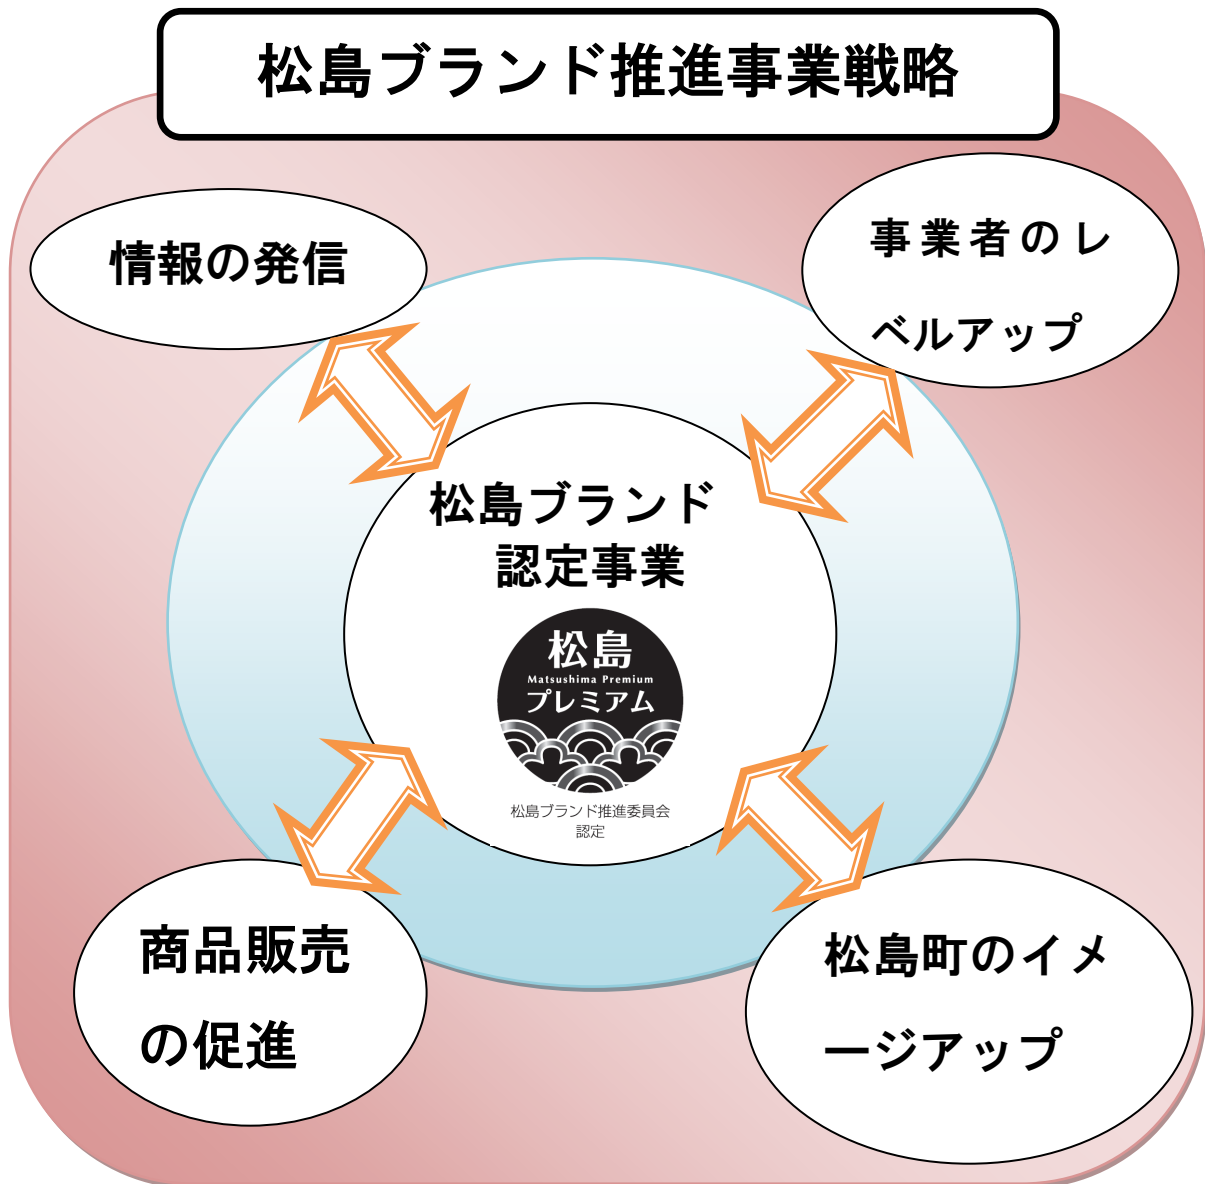 松島ブランド推進事業戦略
情報の発信
事業者のレ
ベルアップ
松島ブランド
認定事業
松島
Matsushima Premium
プレミアム
松島ブランド推進委員会
認定
商品販売
の促進
松島町のイメ
ージアップ